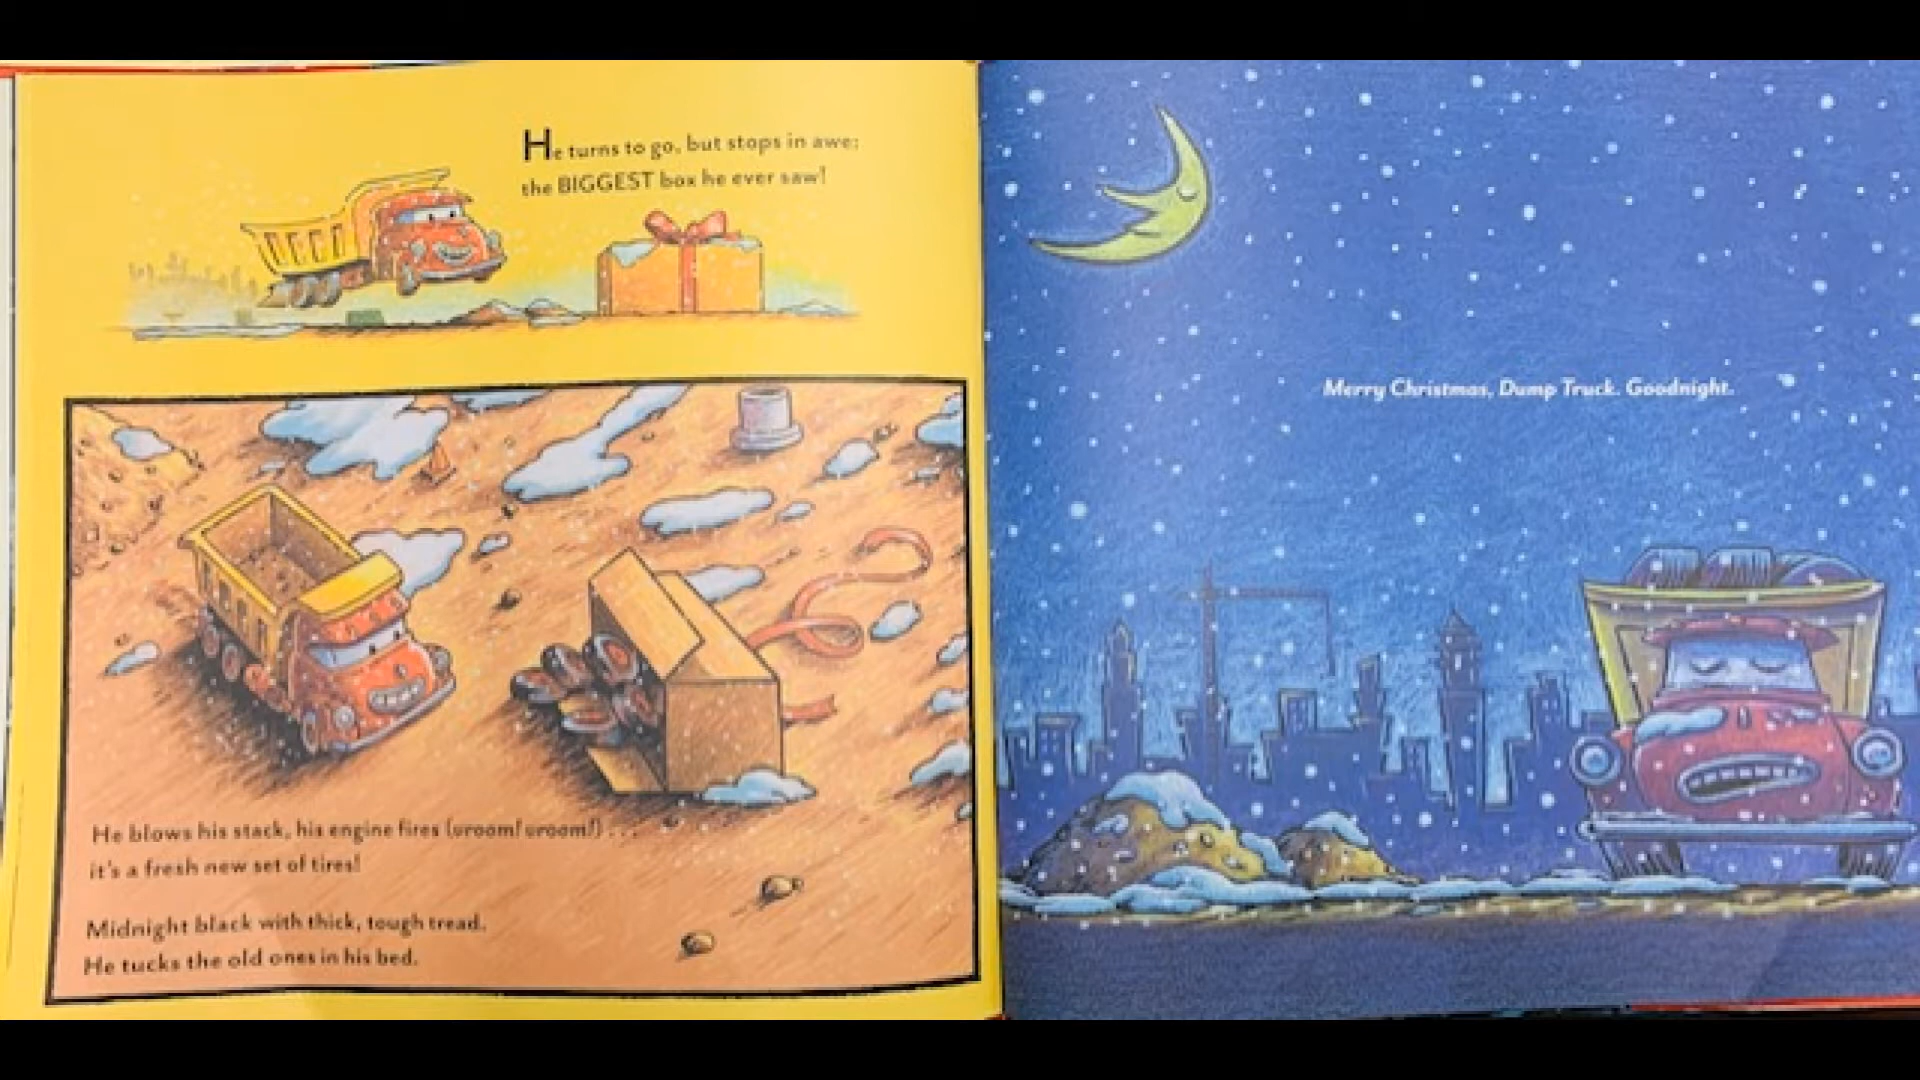 He turns to go, but stops in awe;
the BIGGEST box he ever saw!
He blows his stack, his engine fires (vroom! vroom!) . . .
it's a fresh new set of tires!
Midnight black with thick, tough tread.
He tucks the old ones in his bed.
Merry Christmas, Dump Truck. Goodnight.